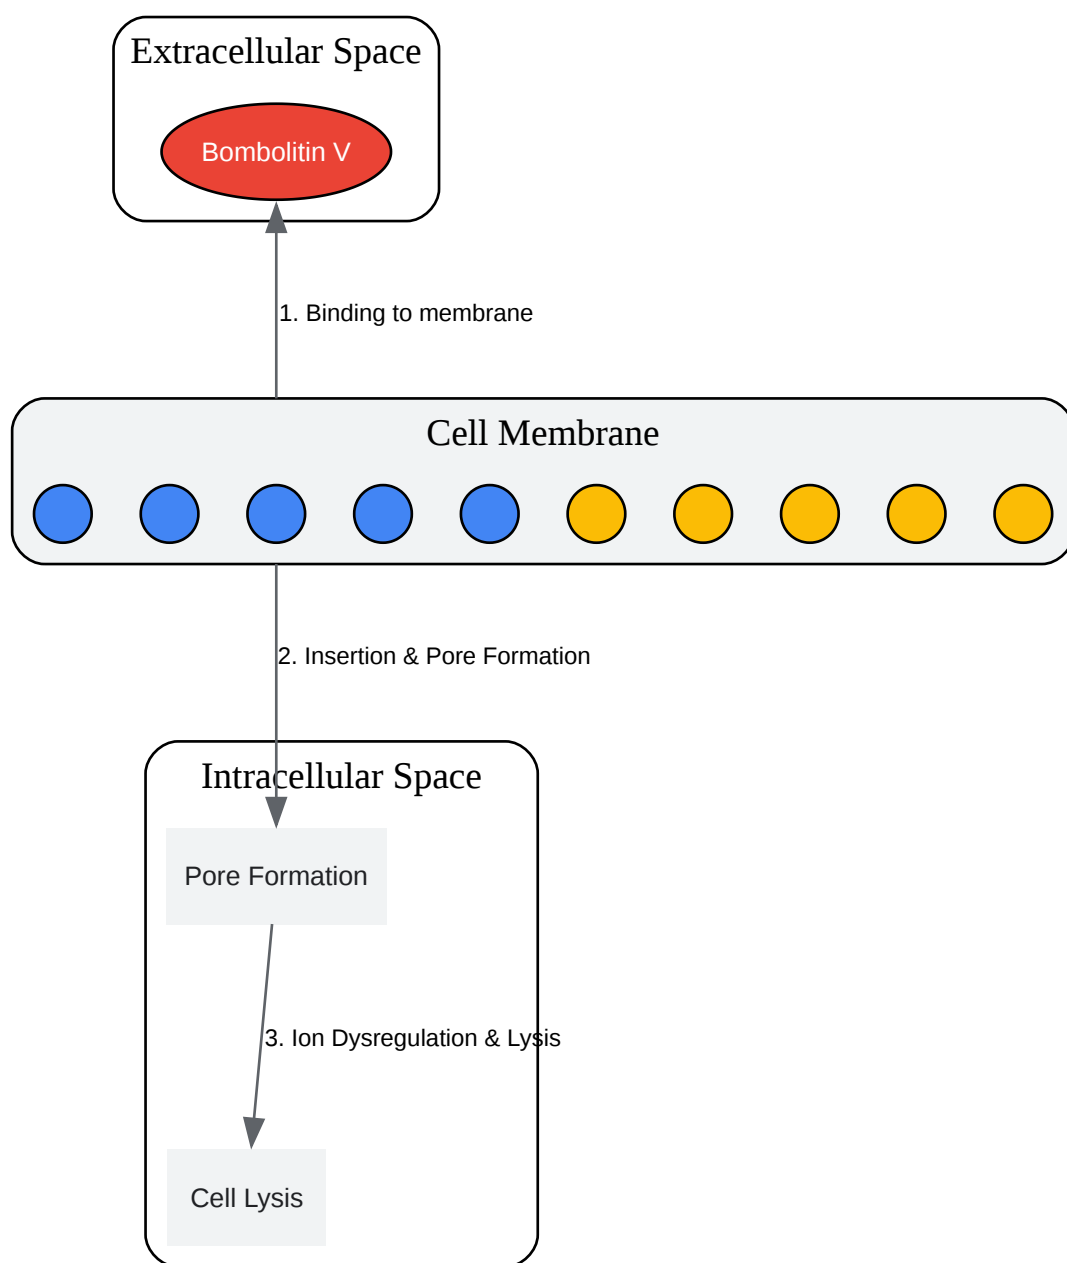 Extracellular Space
Bombolitin V
1. Binding to membrane
Cell Membrane
2. Insertion & Pore Formation
Intracellular Space
Pore Formation
3. Ion Dysregulation & Lysis
Cell Lysis